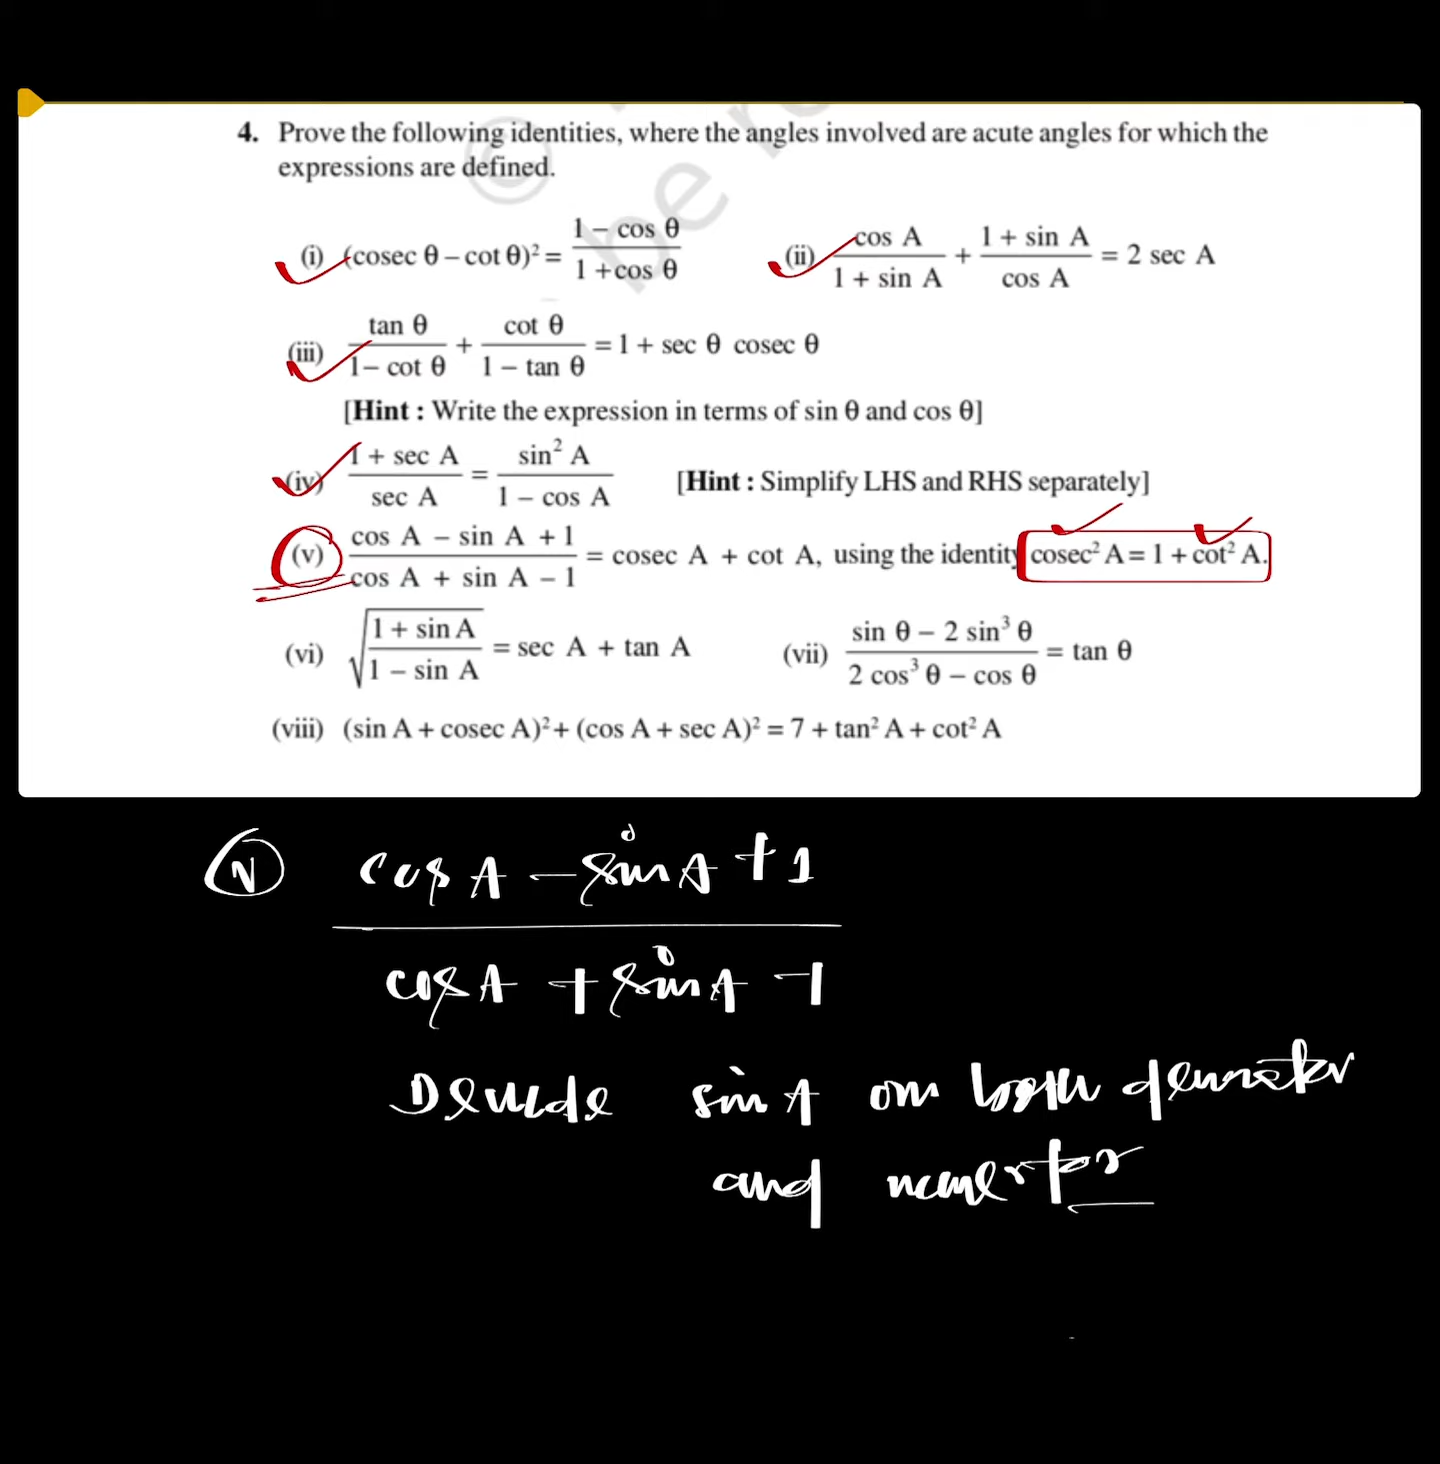 4. Prove the following identities, where the angles involved are acute angles for which the
expressions are defined.
(i) (cosec θ – cot θ)² = (1 – cos θ)/(1 + cos θ) (ii) cos A/(1 + sin A) + (1 + sin A)/cos A = 2 sec A
(iii) tan θ/(1 – cot θ) + cot θ/(1 – tan θ) = 1 + sec θ cosec θ
[Hint : Write the expression in terms of sin θ and cos θ]
(iv) (1 + sec A)/sec A = sin² A/(1 – cos A) [Hint : Simplify LHS and RHS separately]
(v) (cos A – sin A + 1)/(cos A + sin A – 1) = cosec A + cot A, using the identity cosec² A = 1 + cot² A.
(vi) √((1 + sin A)/(1 – sin A)) = sec A + tan A (vii) (sin θ – 2 sin³ θ)/(2 cos³ θ – cos θ) = tan θ
(viii) (sin A + cosec A)² + (cos A + sec A)² = 7 + tan² A + cot² A
(V) cos A – sin A + 1
cos A + sin A – 1
sin A on both
and